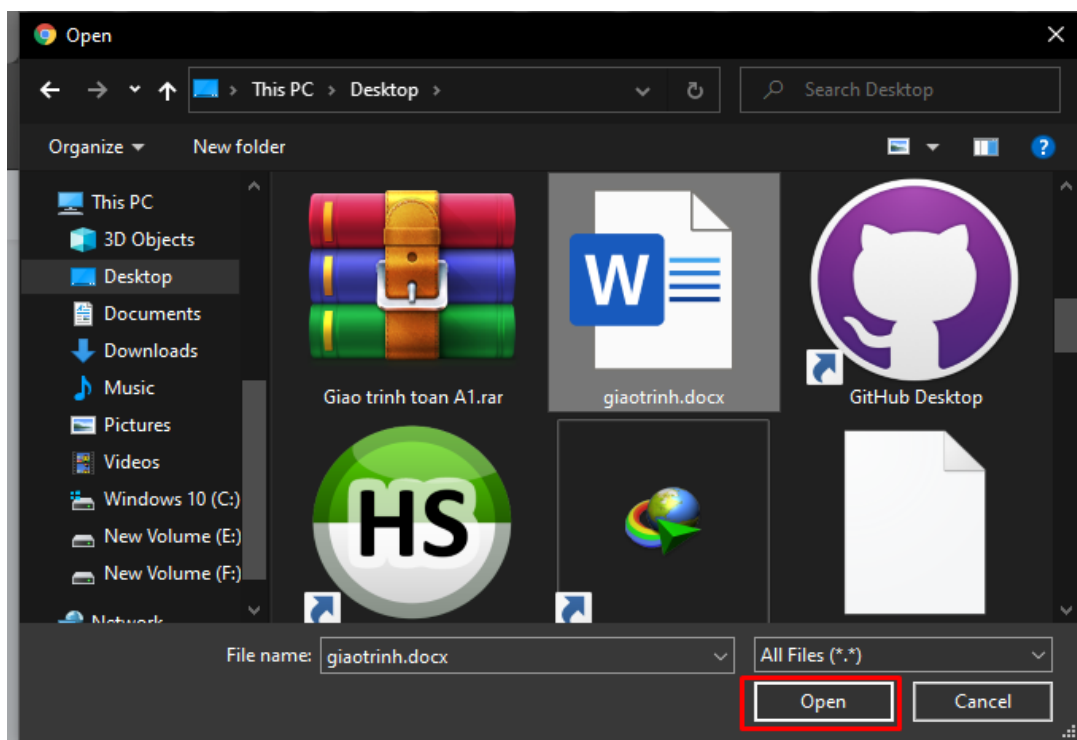 Open
This PC > Desktop >
Search Desktop
Organize
New folder
?
This PC
3D Objects
Desktop
Documents
Downloads
Music
Pictures
Videos
Windows 10 (C:)
New Volume (E:)
New Volume (F:)
Network
W
Giao trinh toan A1.rar
giaotrinh.docx
GitHub Desktop
HS
File name:
giaotrinh.docx
All Files (*.*)
Open
Cancel